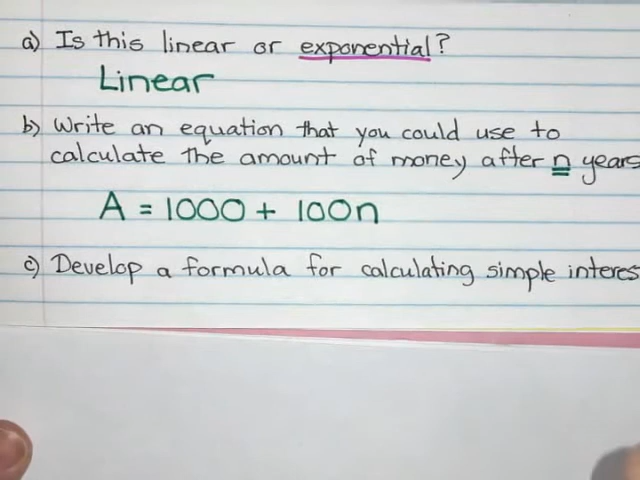 a) Is this linear or exponential?
Linear
b) Write an equation that you could use to
calculate the amount of money after n years
A = 1000 + 100n
c) Develop a formula for calculating simple interes